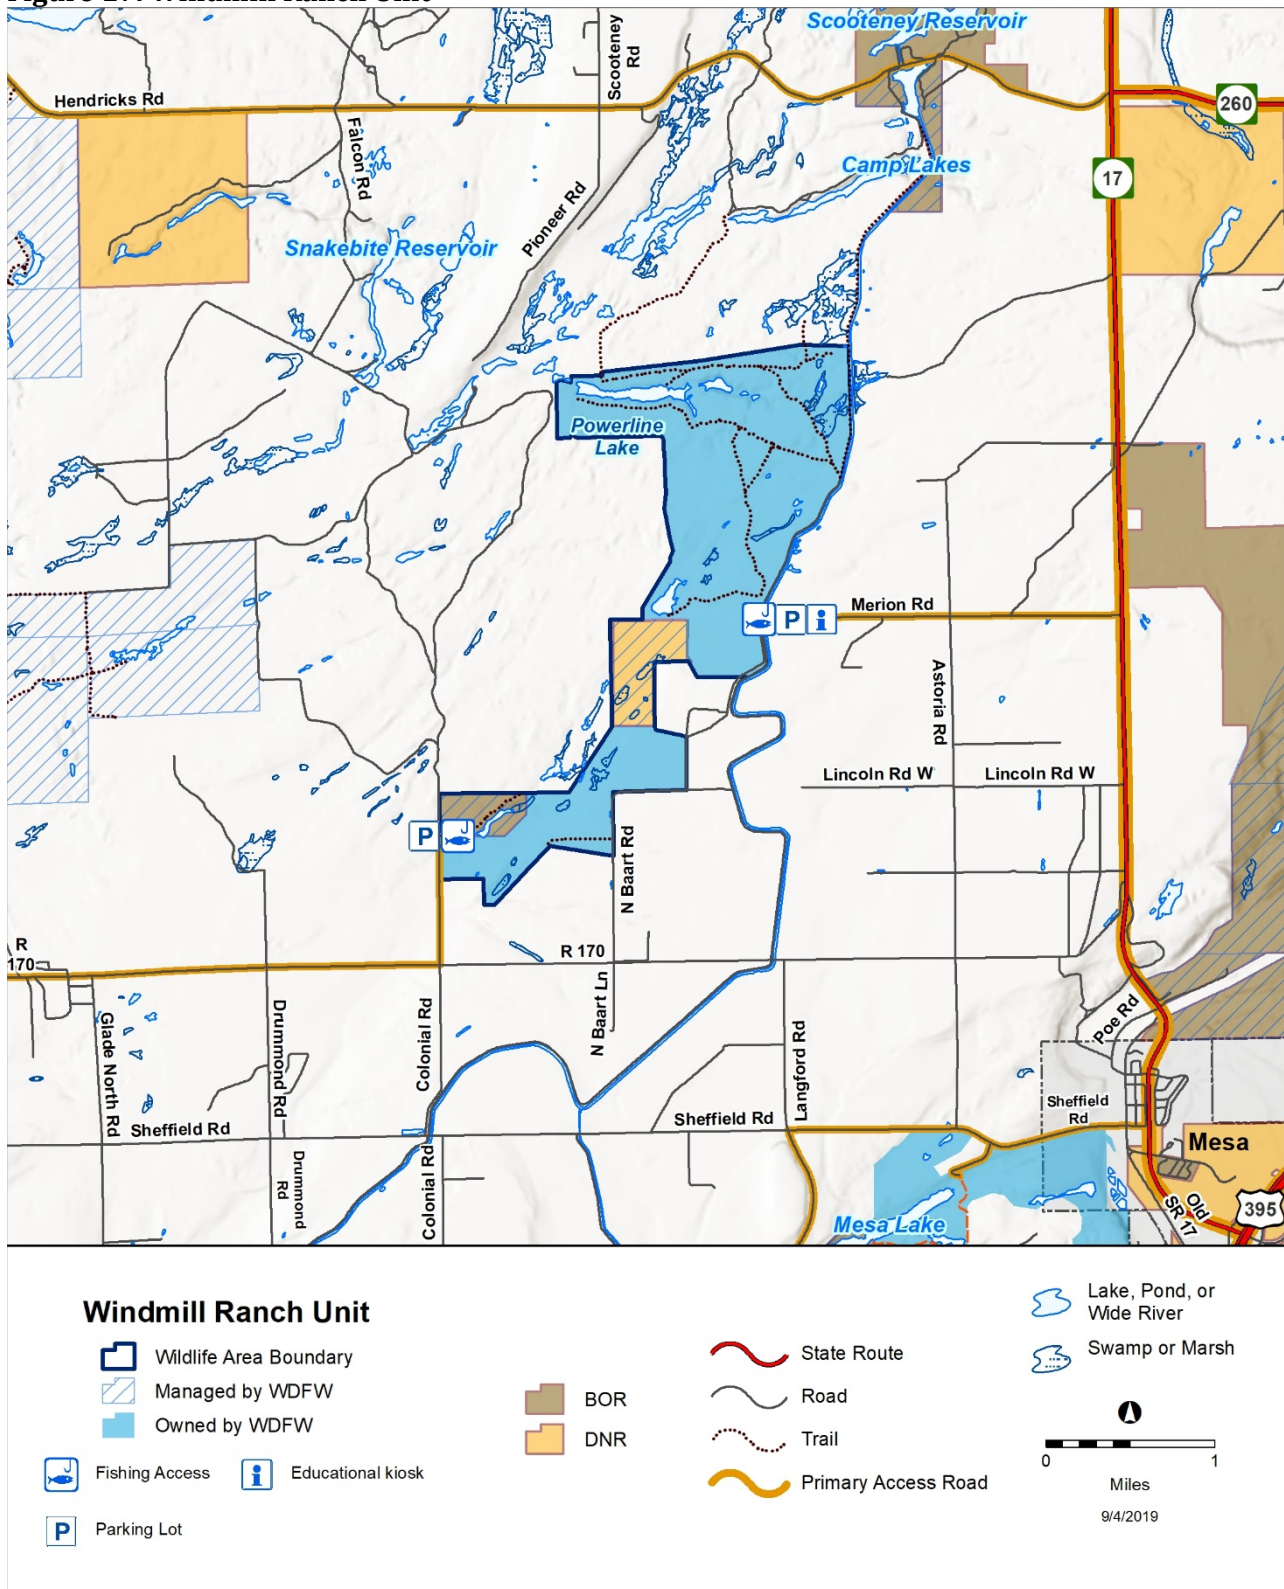 Scooteney Reservoir
Scooteney
Rd
Hendricks Rd
260
Falcon Rd
Camp Lakes
17
Pioneer Rd
Snakebite Reservoir
Powerline
Lake
Merion Rd
P
Astoria Rd
Lincoln Rd W
Lincoln Rd W
P
N Baart Rd
R
170
R 170
Glade North Rd
Drummond Rd
Colonial Rd
N Baart Ln
Langford Rd
Poe Rd
Sheffield Rd
Sheffield Rd
Sheffield
Rd
Mesa
Drummond
Rd
Colonial Rd
Mesa Lake
Old
SR 17
395
Windmill Ranch Unit
Wildlife Area Boundary
Managed by WDFW
Owned by WDFW
Fishing Access
Educational kiosk
P
Parking Lot
BOR
DNR
State Route
Road
Trail
Primary Access Road
Lake, Pond, or
Wide River
Swamp or Marsh
0 1
Miles
9/4/2019